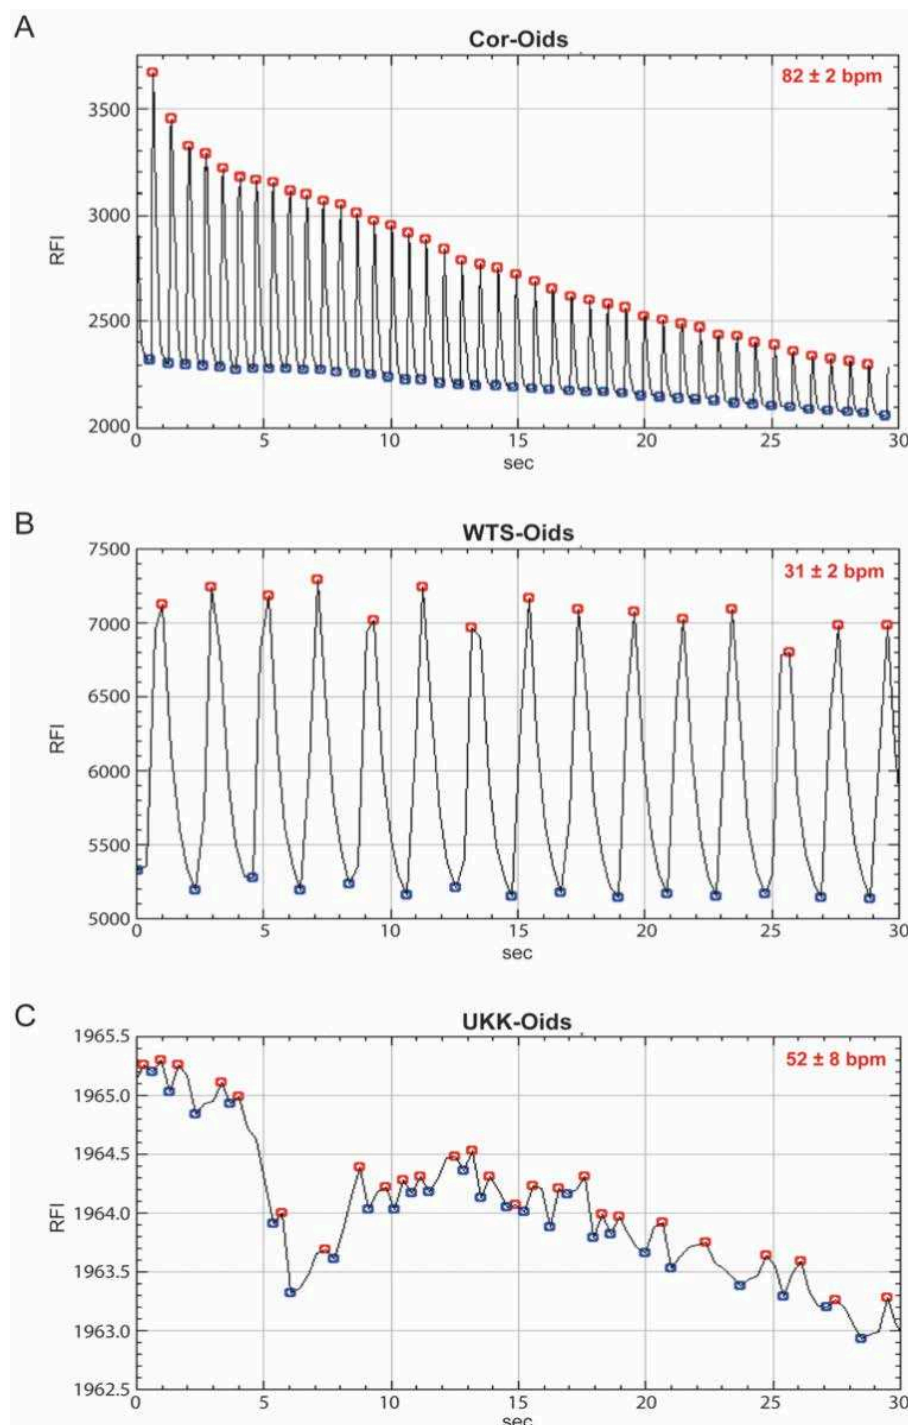 A
Cor-Oids
82 ± 2 bpm
3500
3000
2500
2000
RFI
0 5 10 15 20 25 30
sec
B
WTS-Oids
31 ± 2 bpm
7500
7000
6500
6000
5500
5000
RFI
0 5 10 15 20 25 30
sec
C
UKK-Oids
52 ± 8 bpm
1965.5
1965.0
1964.5
1964.0
1963.5
1963.0
1962.5
RFI
0 5 10 15 20 25 30
sec